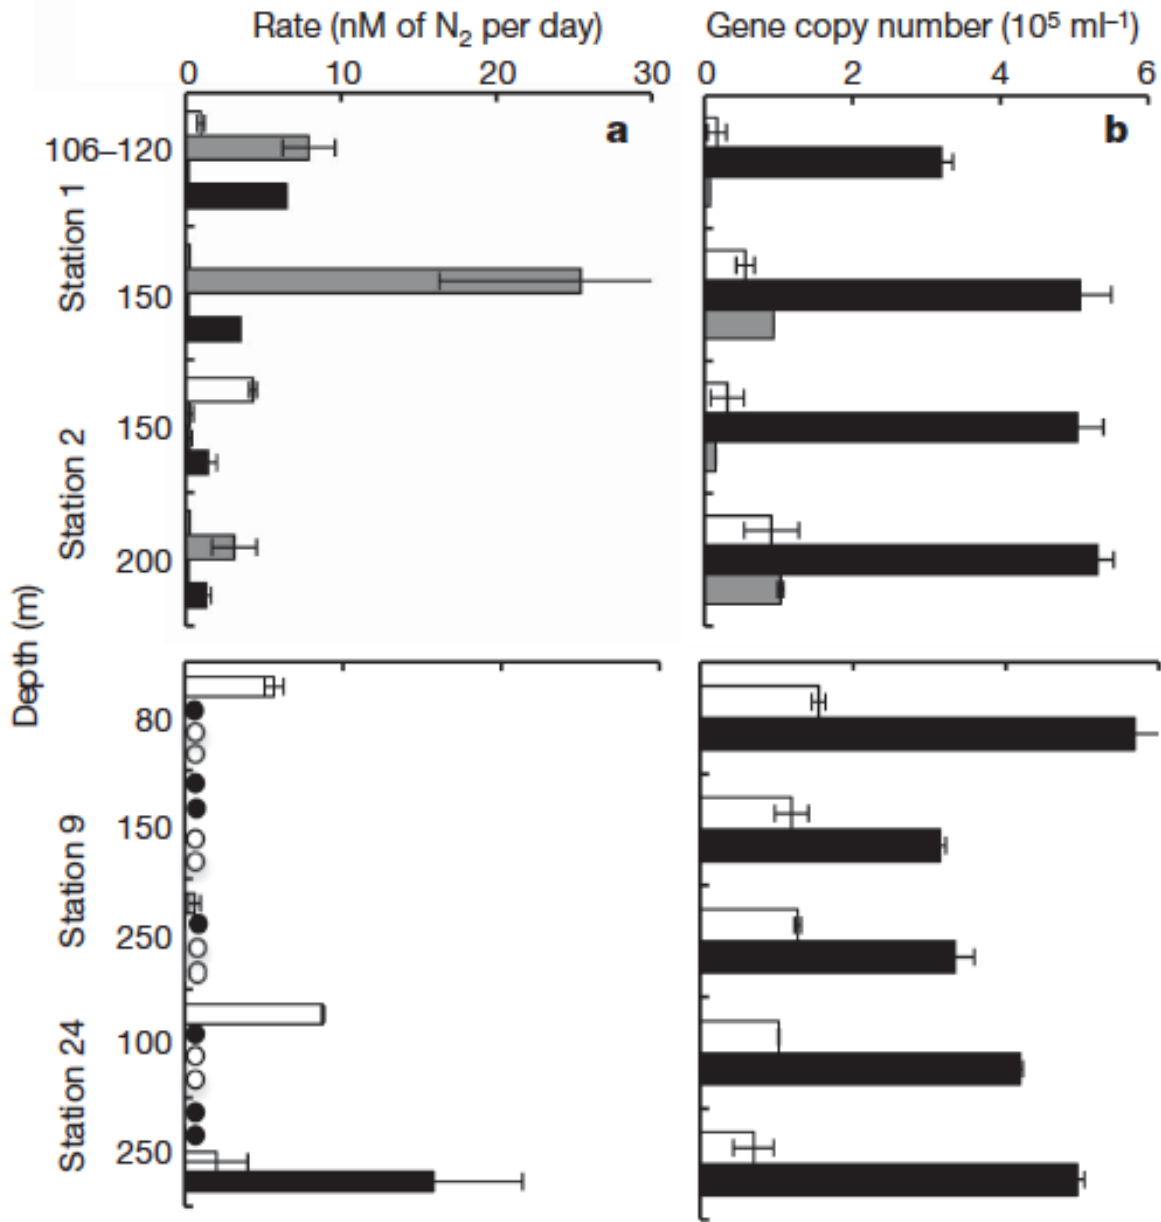 Rate (nM of N₂ per day)
Gene copy number (10⁵ ml⁻¹)
0 10 20 30
0 2 4 6
a
b
Depth (m)
Station 1
106–120
150
Station 2
150
200
Station 9
80
150
250
Station 24
100
250